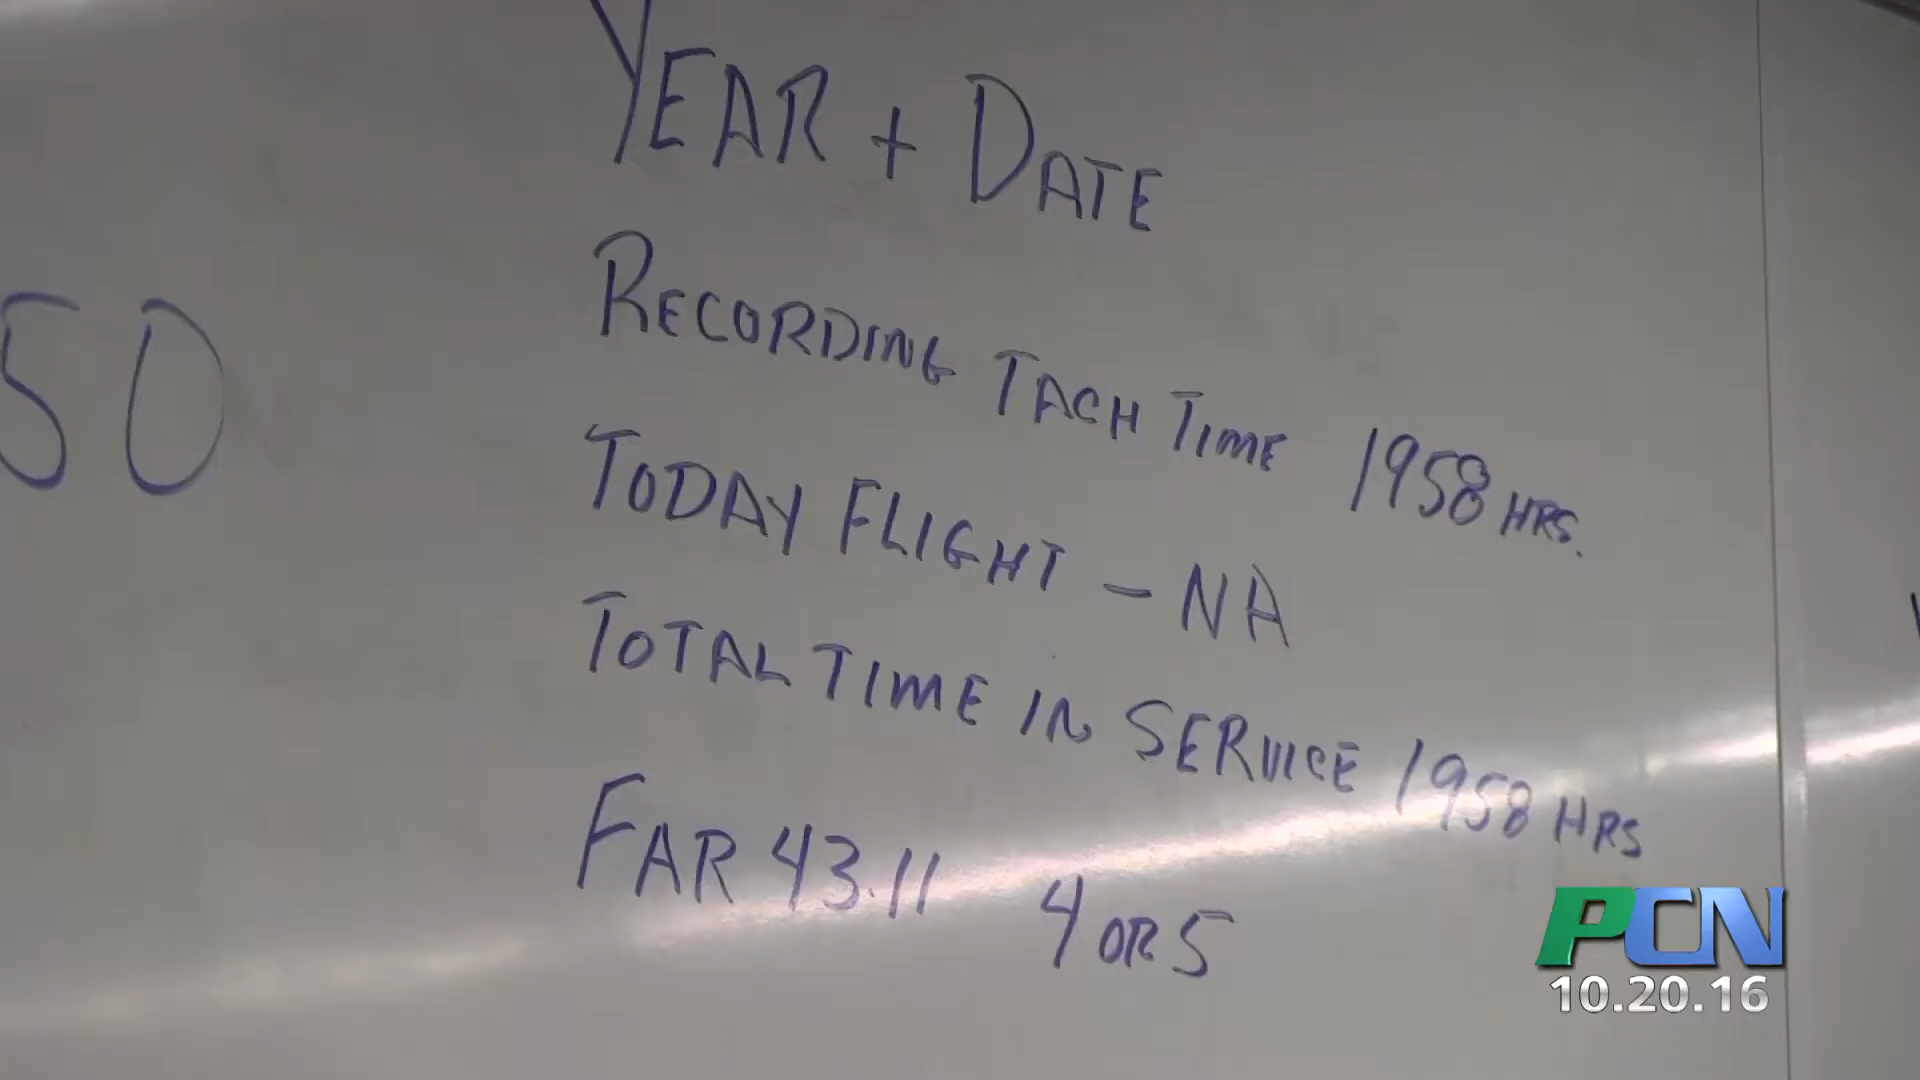 YEAR + DATE
RECORDING TACH TIME 1958 HRS.
50
TODAY FLIGHT - NA
TOTAL TIME IN SERVICE 1958 HRS
FAR 43.11 4 OR 5
PCN
10.20.16